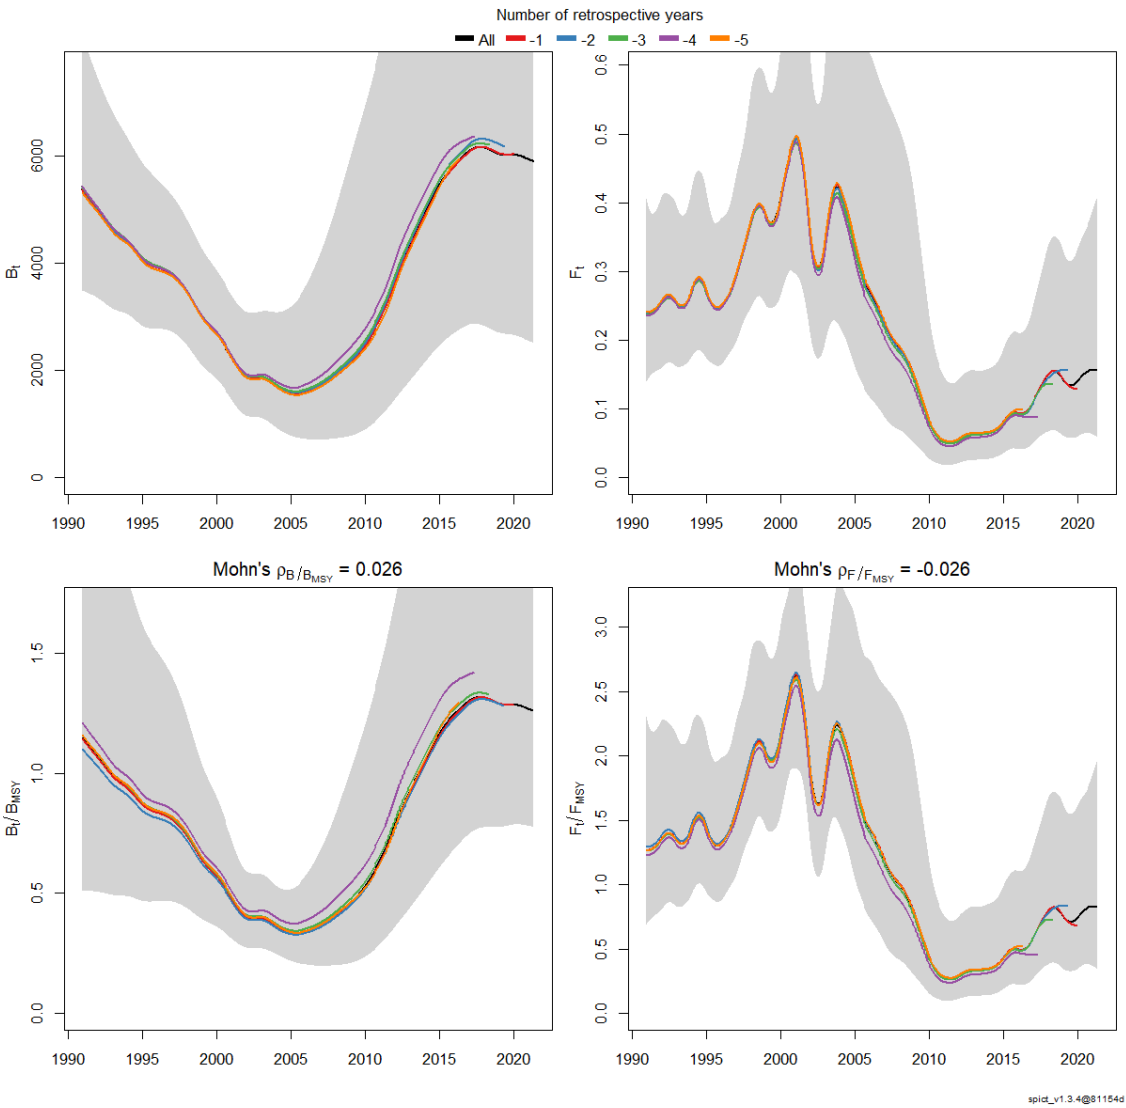 Number of retrospective years
All -1 -2 -3 -4 -5
Bt
0 2000 4000 6000
1990 1995 2000 2005 2010 2015 2020
Ft
0.0 0.1 0.2 0.3 0.4 0.5 0.6
1990 1995 2000 2005 2010 2015 2020
Mohn's ρB/BMSY = 0.026
Bt/BMSY
0.0 0.5 1.0 1.5
1990 1995 2000 2005 2010 2015 2020
Mohn's ρF/FMSY = -0.026
Ft/FMSY
0.0 0.5 1.0 1.5 2.0 2.5 3.0
1990 1995 2000 2005 2010 2015 2020
spict_v1.3.4@81154d